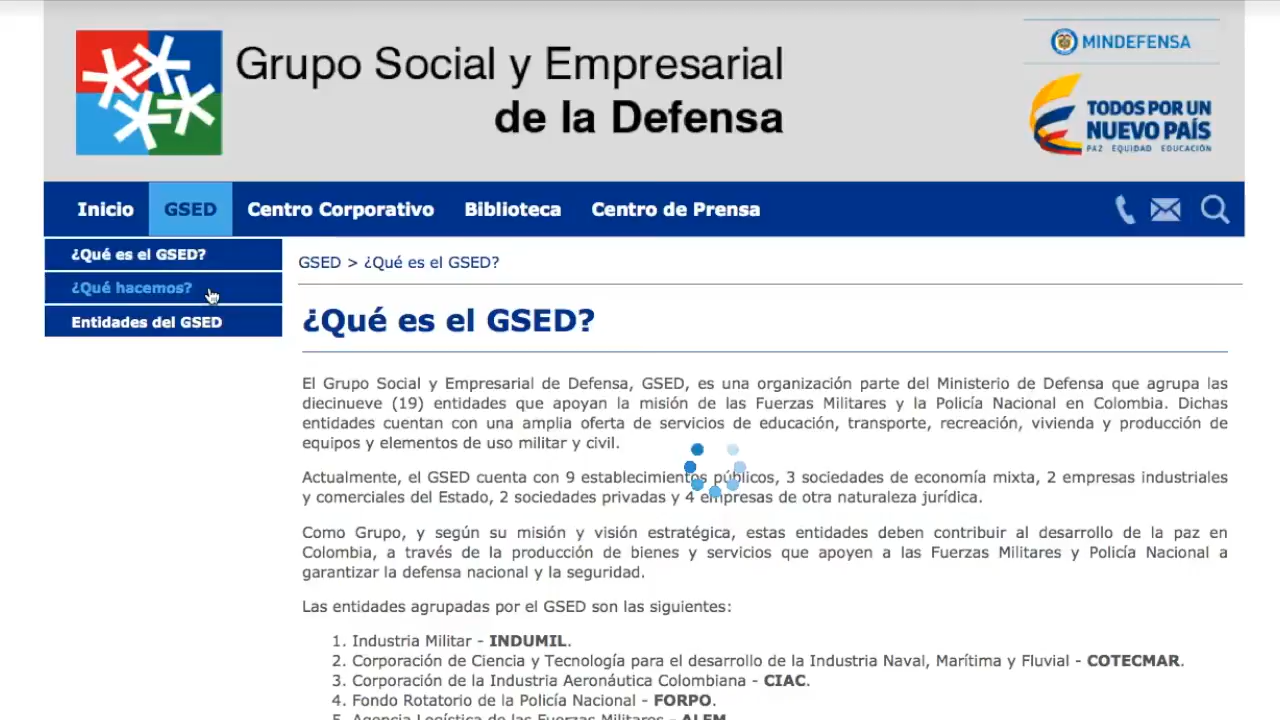 Grupo Social y Empresarial
de la Defensa
MINDEFENSA
TODOS POR UN
NUEVO PAÍS
PAZ EQUIDAD EDUCACIÓN
Inicio GSED Centro Corporativo Biblioteca Centro de Prensa
¿Qué es el GSED?
¿Qué hacemos?
Entidades del GSED
GSED > ¿Qué es el GSED?
¿Qué es el GSED?
El Grupo Social y Empresarial de Defensa, GSED, es una organización parte del Ministerio de Defensa que agrupa las
diecinueve (19) entidades que apoyan la misión de las Fuerzas Militares y la Policía Nacional en Colombia. Dichas
entidades cuentan con una amplia oferta de servicios de educación, transporte, recreación, vivienda y producción de
equipos y elementos de uso militar y civil.
Actualmente, el GSED cuenta con 9 establecimientos públicos, 3 sociedades de economía mixta, 2 empresas industriales
y comerciales del Estado, 2 sociedades privadas y 4 empresas de otra naturaleza jurídica.
Como Grupo, y según su misión y visión estratégica, estas entidades deben contribuir al desarrollo de la paz en
Colombia, a través de la producción de bienes y servicios que apoyen a las Fuerzas Militares y Policía Nacional a
garantizar la defensa nacional y la seguridad.
Las entidades agrupadas por el GSED son las siguientes:
1. Industria Militar - INDUMIL.
2. Corporación de Ciencia y Tecnología para el desarrollo de la Industria Naval, Marítima y Fluvial - COTECMAR.
3. Corporación de la Industria Aeronáutica Colombiana - CIAC.
4. Fondo Rotatorio de la Policía Nacional - FORPO.
5. Agencia Logística de las Fuerzas Militares - ALFM.